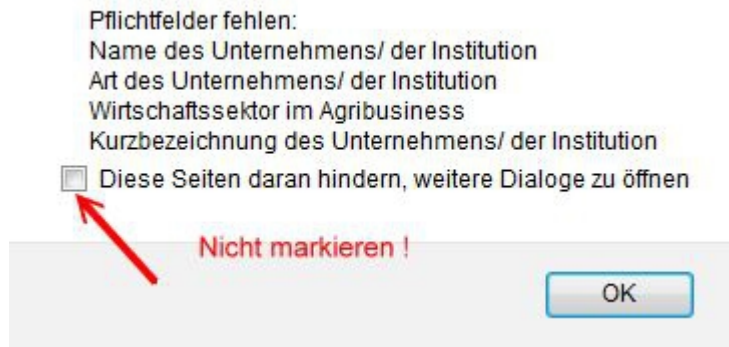 Pflichtfelder fehlen:
Name des Unternehmens/ der Institution
Art des Unternehmens/ der Institution
Wirtschaftssektor im Agribusiness
Kurzbezeichnung des Unternehmens/ der Institution
Diese Seiten daran hindern, weitere Dialoge zu öffnen
Nicht markieren !
OK